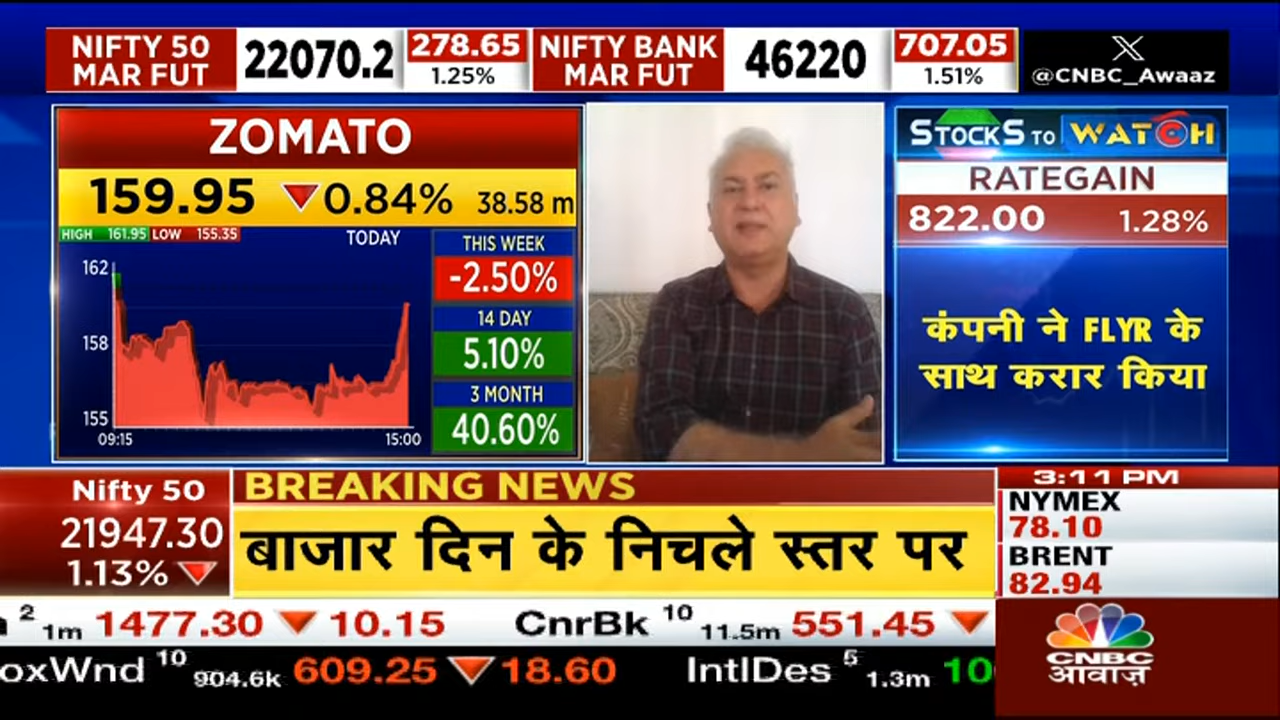 NIFTY 50
MAR FUT
22070.2
278.65
1.25%
NIFTY BANK
MAR FUT
46220
707.05
1.51%
X
@CNBC_Awaaz
ZOMATO
159.95 ▼0.84% 38.58 m
HIGH 161.95 LOW 155.35
TODAY
162
158
155
09:15 15:00
THIS WEEK
-2.50%
14 DAY
5.10%
3 MONTH
40.60%
STOCKS TO WATCH
RATEGAIN
822.00 1.28%
कंपनी ने FLYR के
साथ करार किया
Nifty 50
21947.30
1.13% ▼
BREAKING NEWS
बाजार दिन के निचले स्तर पर
3:11 PM
NYMEX
78.10
BRENT
82.94
2 1m 1477.30 ▼ 10.15 CnrBk 10 11.5m 551.45 ▼
oxWnd 10 904.6k 609.25 ▼ 18.60 IntlDes 5 1.3m 10
CNBC
आवाज़